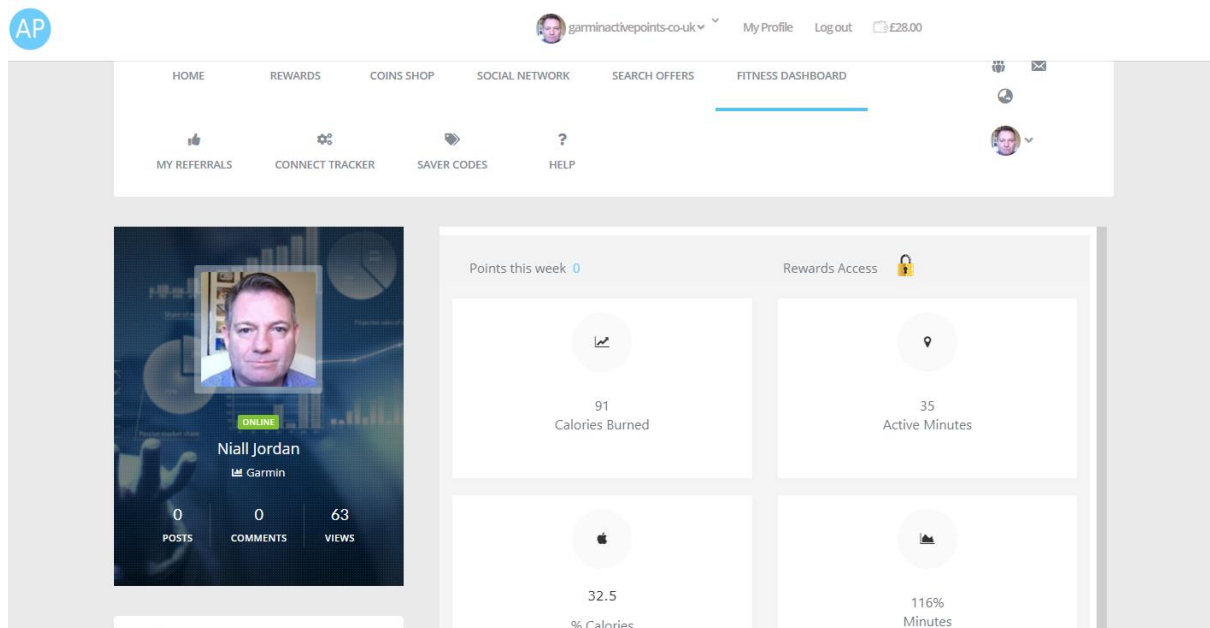 AP
garminactivepoints-co-uk
My Profile
Log out
£28.00
HOME
REWARDS
COINS SHOP
SOCIAL NETWORK
SEARCH OFFERS
FITNESS DASHBOARD
MY REFERRALS
CONNECT TRACKER
SAVER CODES
? HELP
ONLINE
Niall Jordan
Garmin
0 0 63
POSTS COMMENTS VIEWS
Points this week 0
Rewards Access
91
Calories Burned
35
Active Minutes
32.5
% Calories
116%
Minutes